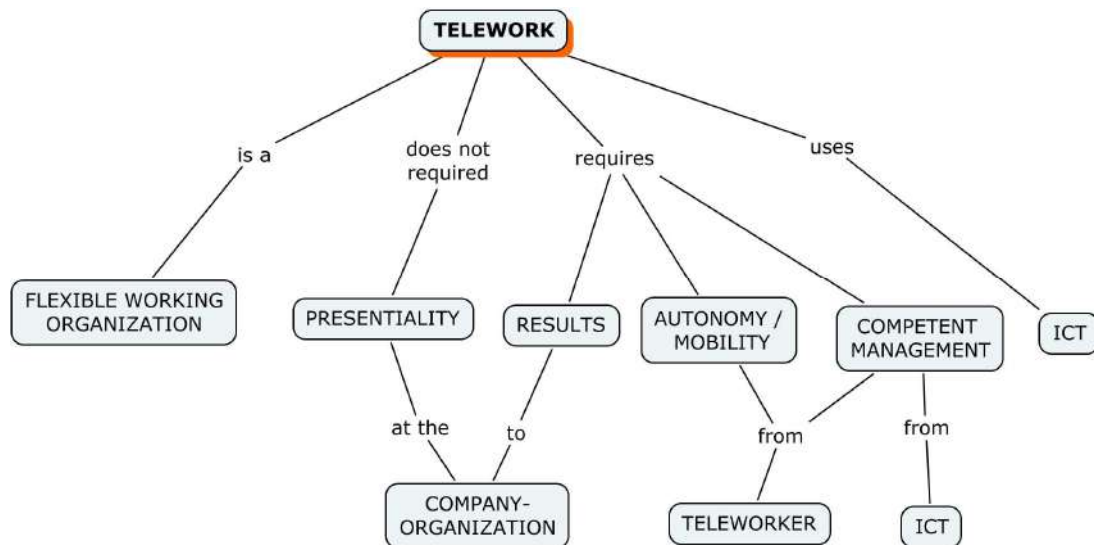 TELEWORK
is a
does not
required
requires
uses
FLEXIBLE WORKING
ORGANIZATION
PRESENTIALITY
RESULTS
AUTONOMY /
MOBILITY
COMPETENT
MANAGEMENT
ICT
at the
to
from
from
COMPANY-
ORGANIZATION
TELEWORKER
ICT